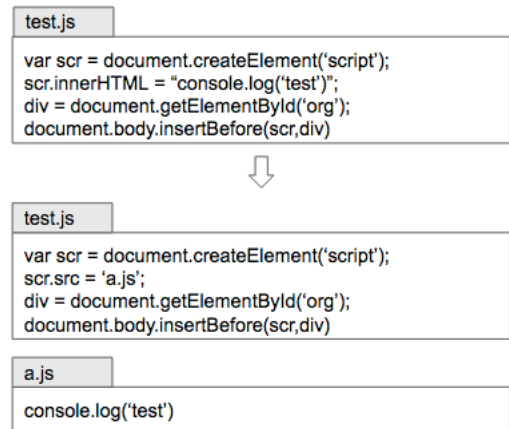 test.js
var scr = document.createElement(‘script’);
scr.innerHTML = “console.log(‘test’)”;
div = document.getElementById(‘org’);
document.body.insertBefore(scr,div)
test.js
var scr = document.createElement(‘script’);
scr.src = ‘a.js’;
div = document.getElementById(‘org’);
document.body.insertBefore(scr,div)
a.js
console.log(‘test’)